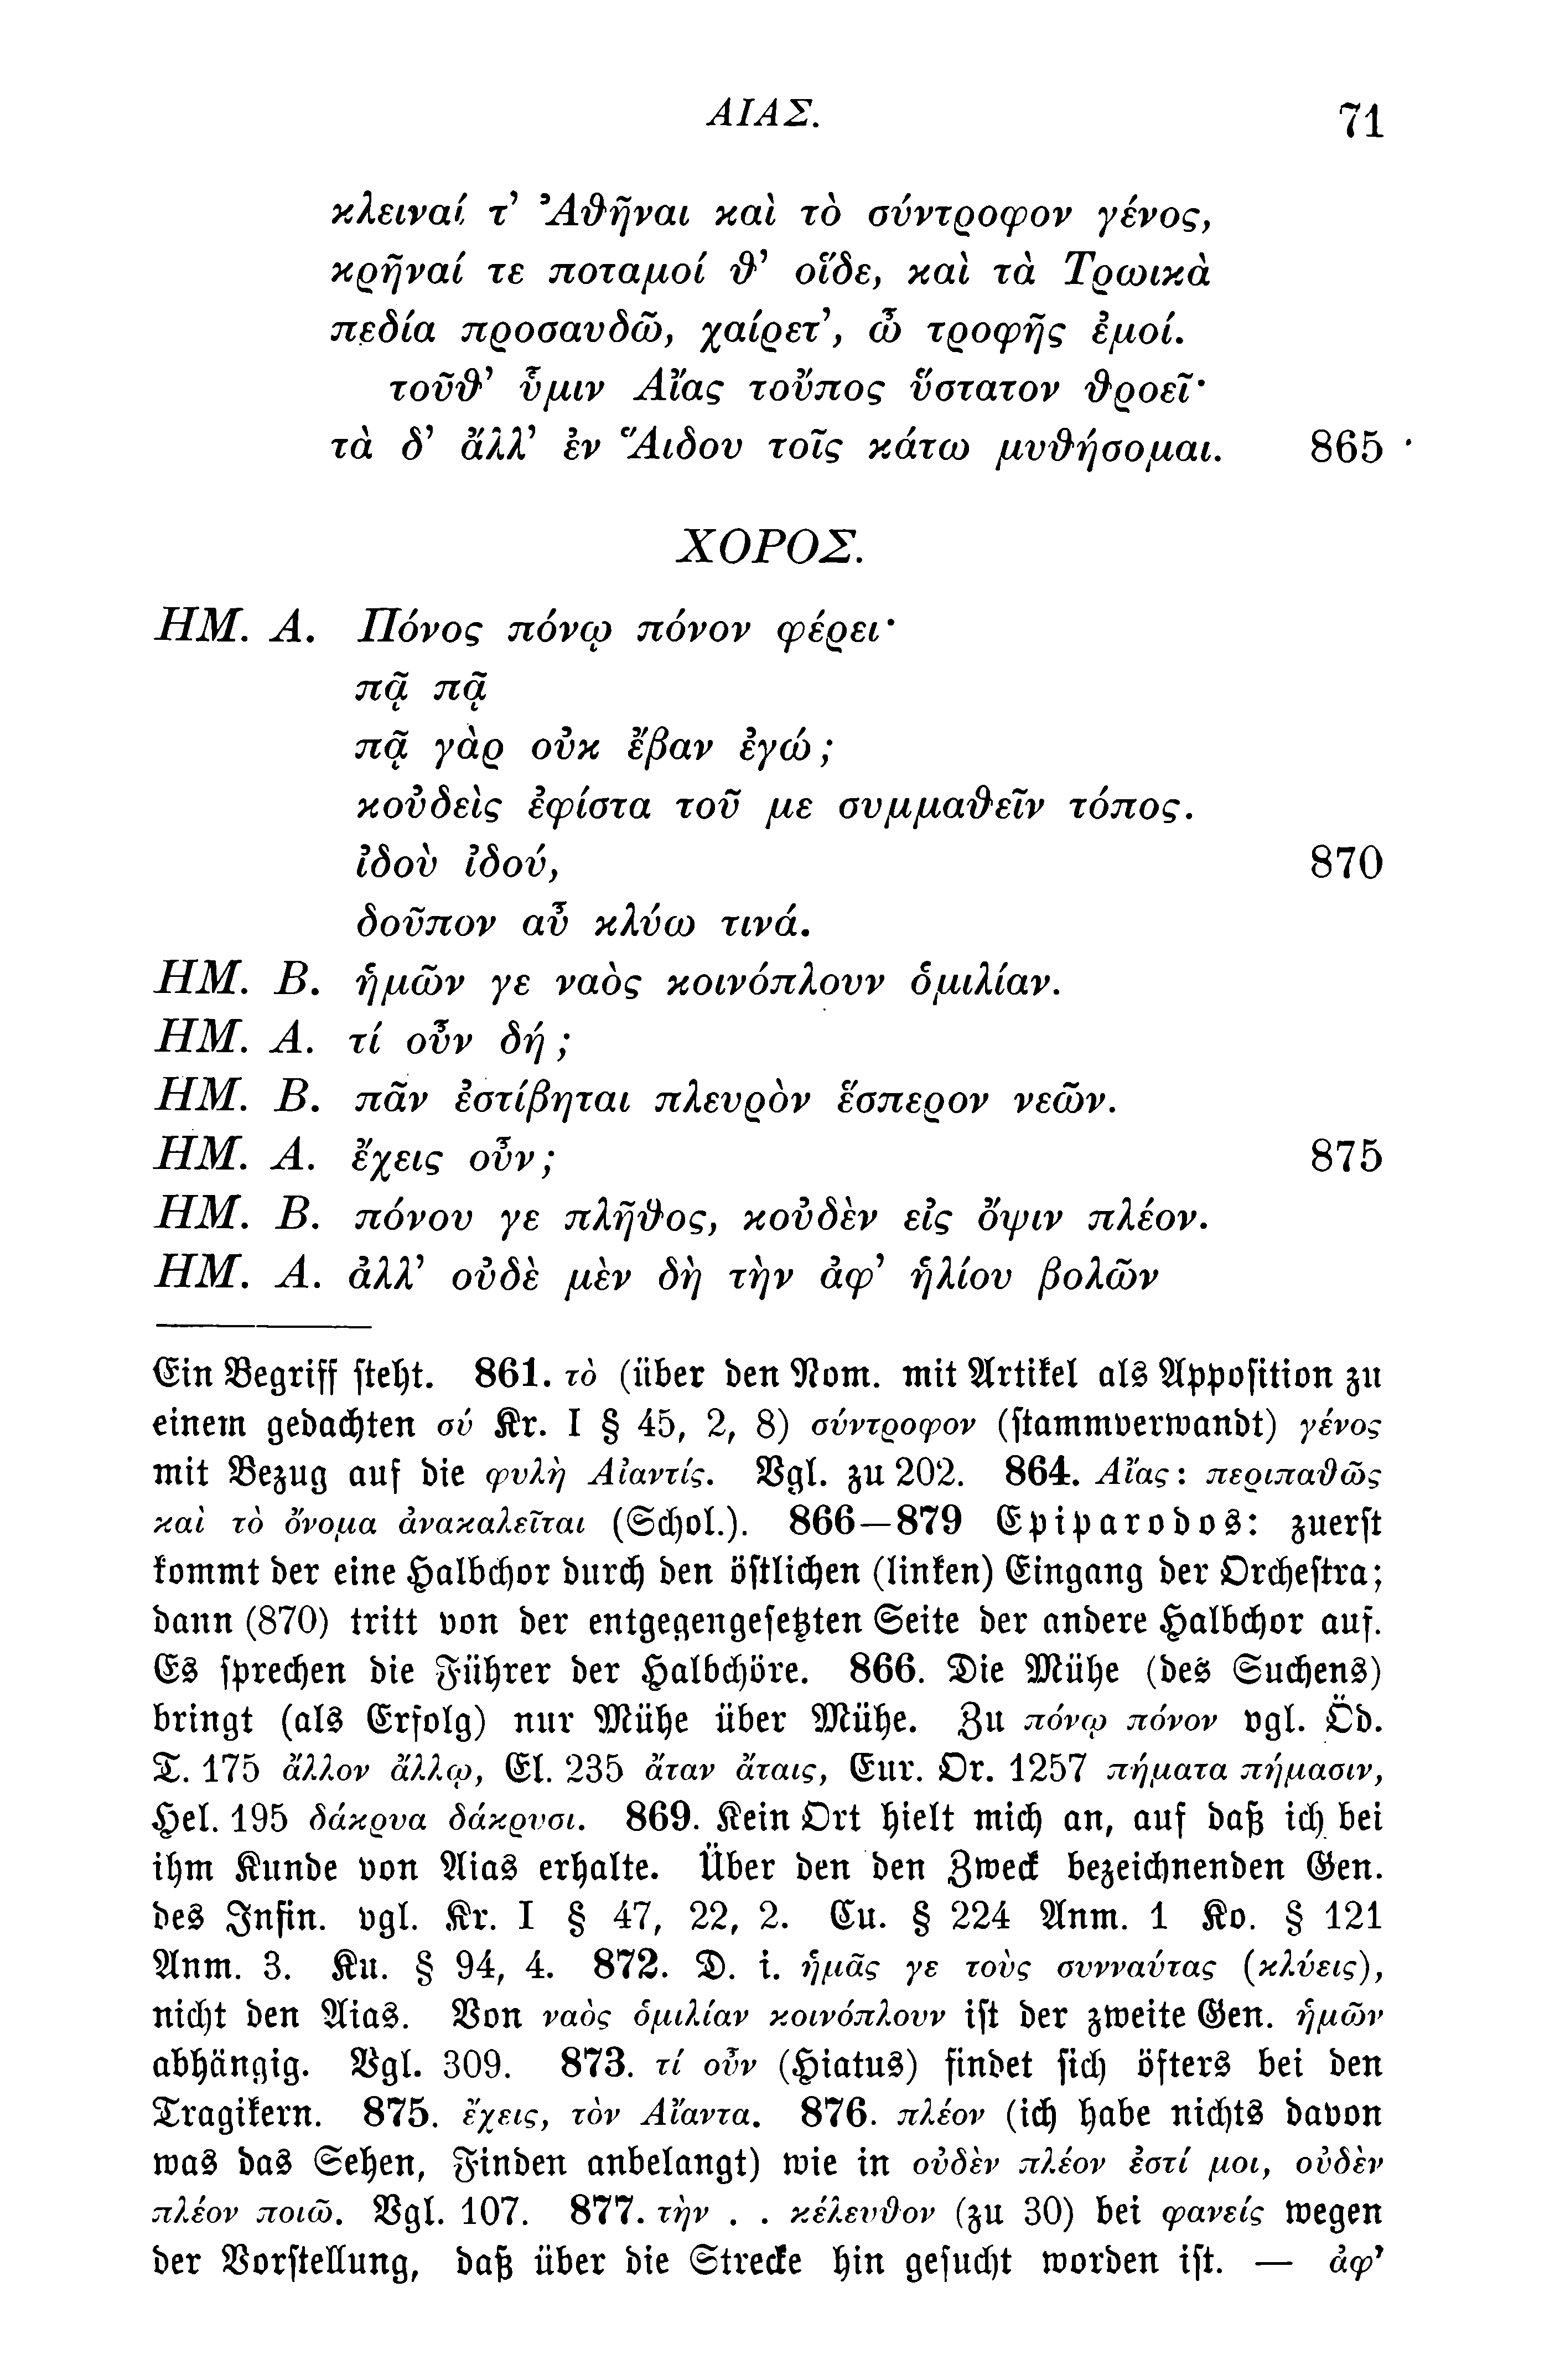 ΑΙΑΣ. 71
κλειναί τ’ Ἀθῆναι καὶ τὸ σύντροφον γένος,
κρῆναί τε ποταμοί θ’ οἵδε, καὶ τὰ Τρωικὰ
πεδία προσαυδῶ, χαίρετ’, ὦ τροφῆς ἐμοί.
τοῦθ’ ὗμιν Αἴας τοὔπος ὕστατον θροεῖ·
τὰ δ’ ἄλλ’ ἐν Ἅιδου τοῖς κάτω μυθήσομαι. 865
ΧΟΡΟΣ.
ΗΜ. Α. Πόνος πόνῳ πόνον φέρει·
πᾷ πᾷ
πᾷ γὰρ οὐκ ἔβαν ἐγώ;
κοὐδεὶς ἐφίστα τοῦ με συμμαθεῖν τόπος.
ἰδοὺ ἰδού, 870
δοῦπον αὖ κλύω τινά.
ΗΜ. Β. ἡμῶν γε ναὸς κοινόπλουν ὁμιλίαν.
ΗΜ. Α. τί οὖν δή;
ΗΜ. Β. πᾶν ἐστίβηται πλευρὸν ἕσπερον νεῶν.
ΗΜ. Α. ἔχεις οὖν; 875
ΗΜ. Β. πόνου γε πλῆθος, κοὐδὲν εἰς ὄψιν πλέον.
ΗΜ. Α. ἀλλ’ οὐδὲ μὲν δὴ τὴν ἀφ’ ἡλίου βολῶν
Ein Begriff steht. 861. τὸ (über den Nom. mit Artikel als Apposition zu
einem gedachten σύ Kr. I § 45, 2, 8) σύντροφον (stammverwandt) γένος
mit Bezug auf die φυλὴ Αἰαντίς. Vgl. zu 202. 864. Αἴας: περιπαθῶς
καὶ τὸ ὄνομα ἀνακαλεῖται (Schol.). 866—879 Epiparodos: zuerst
kommt der eine Halbchor durch den östlichen (linken) Eingang der Orchestra;
dann (870) tritt von der entgegengesetzten Seite der andere Halbchor auf.
Es sprechen die Führer der Halbchöre. 866. Die Mühe (des Suchens)
bringt (als Erfolg) nur Mühe über Mühe. Zu πόνῳ πόνον vgl. Öd.
T. 175 ἄλλον ἄλλῳ, El. 235 ἄταν ἄταις, Eur. Or. 1257 πήματα πήμασιν,
Hel. 195 δάκρυα δάκρυσι. 869. Kein Ort hielt mich an, auf daß ich bei
ihm Kunde von Aias erhalte. Über den den Zweck bezeichnenden Gen.
des Infin. vgl. Kr. I § 47, 22, 2. Cu. § 224 Anm. 1 Ko. § 121
Anm. 3. Ku. § 94, 4. 872. D. i. ἡμᾶς γε τοὺς συνναύτας (κλύεις),
nicht den Aias. Von ναὸς ὁμιλίαν κοινόπλουν ist der zweite Gen. ἡμῶν
abhängig. Vgl. 309. 873. τί οὖν (Hiatus) findet sich öfters bei den
Tragikern. 875. ἔχεις, τὸν Αἴαντα. 876. πλέον (ich habe nichts davon
was das Sehen, Finden anbelangt) wie in οὐδὲν πλέον ἐστί μοι, οὐδὲν
πλέον ποιῶ. Vgl. 107. 877. τὴν . . κέλευθον (zu 30) bei φανείς wegen
der Vorstellung, daß über die Strecke hin gesucht worden ist. — ἀφ’